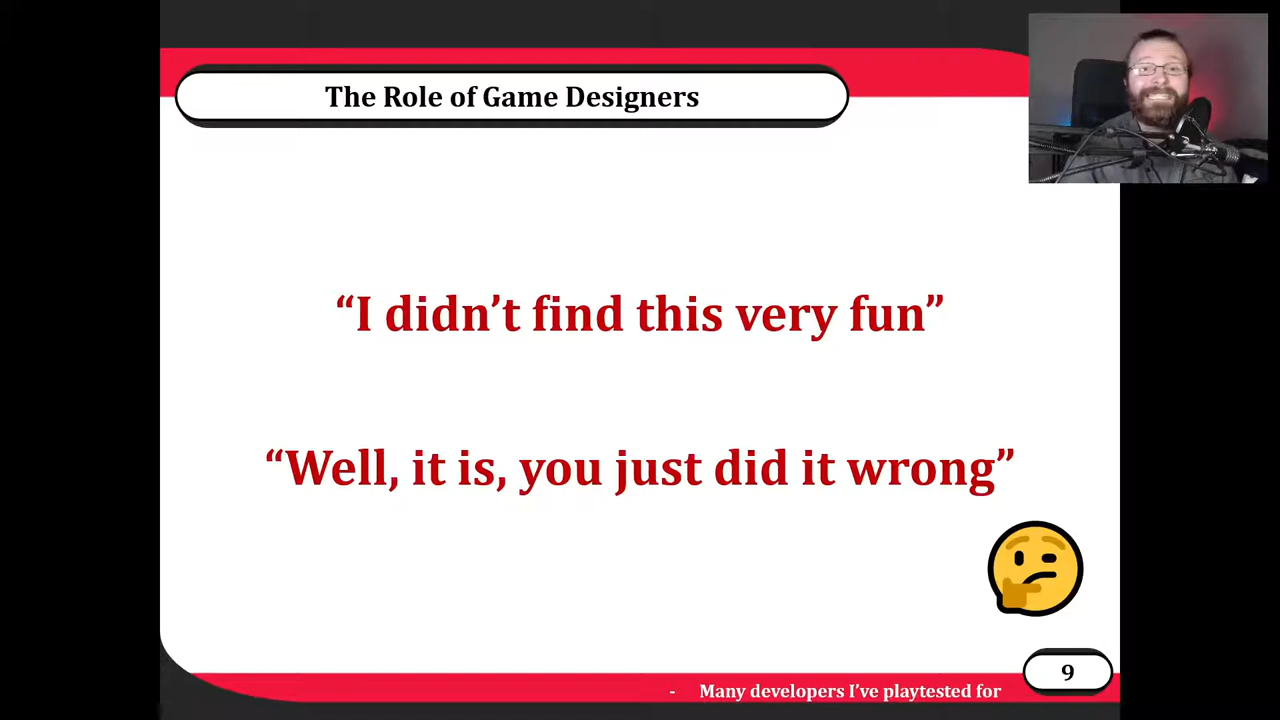 The Role of Game Designers
“I didn’t find this very fun”
“Well, it is, you just did it wrong”
9
- Many developers I’ve playtested for